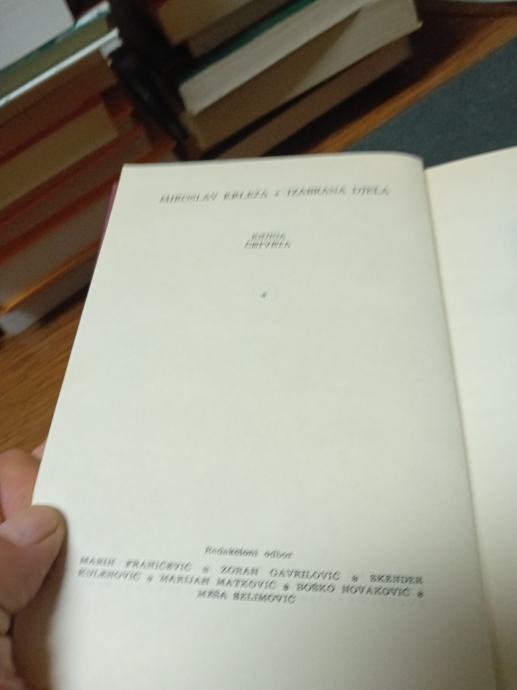 MIROSLAV KRLEŽA * IZABRANA DJELA
KNJIGA
ČETVRTA
*
Redakcioni odbor
MARIN FRANIČEVIĆ * ZORAN GAVRILOVIĆ * SKENDER
KULENOVIĆ * MARIJAN MATKOVIĆ * BOŠKO NOVAKOVIĆ *
MEŠA SELIMOVIĆ